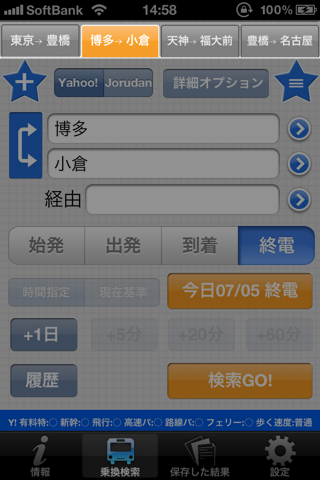 SoftBank 14:58 100%
東京→豊橋 博多→小倉 天神→福大前 豊橋→名古屋
Yahoo! Jorudan 詳細オプション
博多
小倉
経由
始発 出発 到着 終電
時間指定 現在基準 今日07/05 終電
+1日 +5分 +20分 +60分
履歴 検索GO!
Y! 有料特:○ 新幹:○ 飛行:○ 高速バ:○ 路線バ:○ フェリー:○ 歩く速度:普通
情報 乗換検索 保存した結果 設定